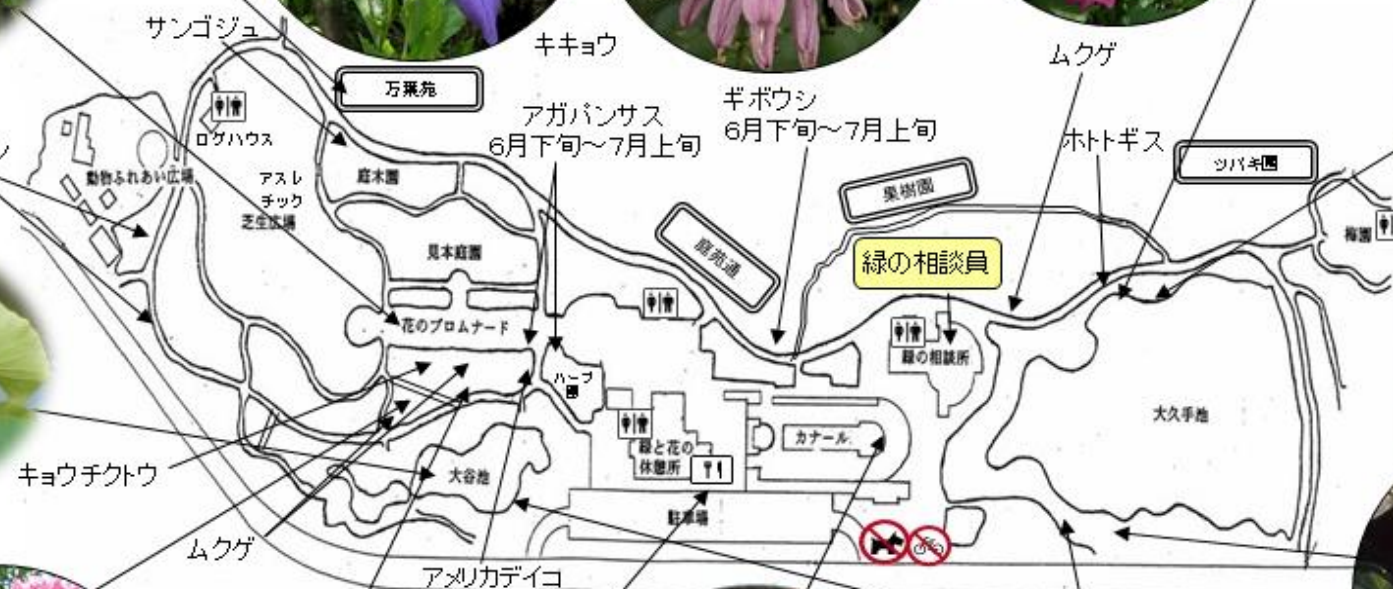 サンゴジュ
キキョウ
ムクゲ
万葉苑
アガパンサス
6月下旬～7月上旬
ギボウシ
6月下旬～7月上旬
ホトトギス
ツバキ園
ログハウス
動物ふれあい広場
アスレ
チック
芝生広場
庭木園
果樹園
梅園
見本庭園
庭苑通
緑の相談員
花のプロムナード
緑の相談所
ハーブ
園
大久手池
カナール
緑と花の
休憩所
キョウチクトウ
大谷池
駐車場
ムクゲ
アメリカデイコ